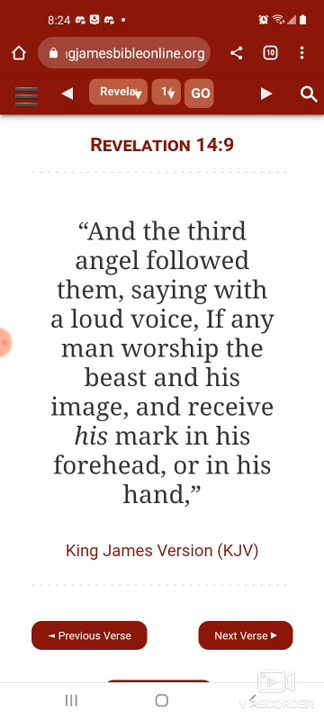 8:24
gjamesbibleonline.org
10
Revela
GO
REVELATION 14:9
“And the third
angel followed
them, saying with
a loud voice, If any
man worship the
beast and his
image, and receive
his mark in his
forehead, or in his
hand,”
King James Version (KJV)
◄ Previous Verse
Next Verse ►
V RECORDER